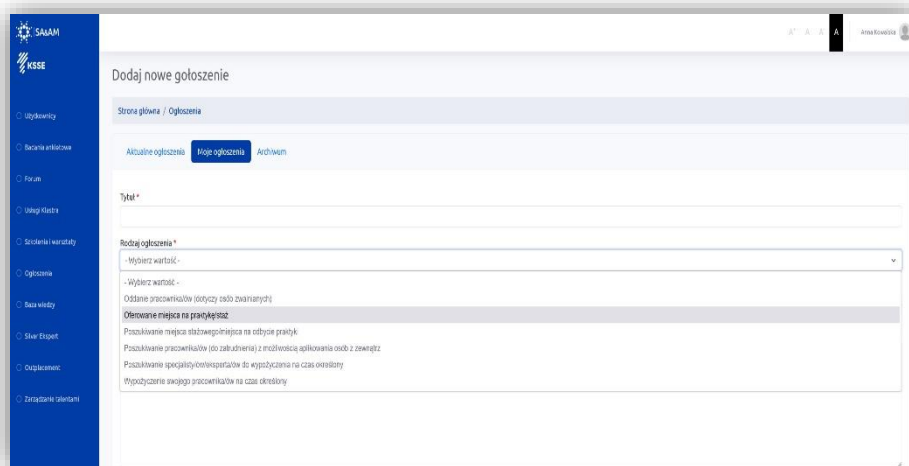 SA&AM
A+ A A A
Anna Kowalska
KSSE
Dodaj nowe gołoszenie
Strona główna / Ogłoszenia
Użytkownicy
Badania ankietowe
Forum
Usługi Klastra
Szkolenia i warsztaty
Ogłoszenia
Baza wiedzy
Silver Ekspert
Outplacement
Zarządzanie talentami
Aktualne ogłoszenia
Moje ogłoszenia
Archiwum
Tytuł *
Rodzaj ogłoszenia *
- Wybierz wartość -
- Wybierz wartość -
Oddanie pracownika/ów (dotyczy osób zwalnianych)
Oferowanie miejsca na praktykę/staż
Poszukiwanie miejsca stażowego/miejsca na odbycie praktyk
Poszukiwanie pracownika/ów (do zatrudnienia) z możliwością aplikowania osób z zewnątrz
Poszukiwanie specjalisty/ów/eksperta/ów do wypożyczenia na czas określony
Wypożyczenie swojego pracownika/ów na czas określony